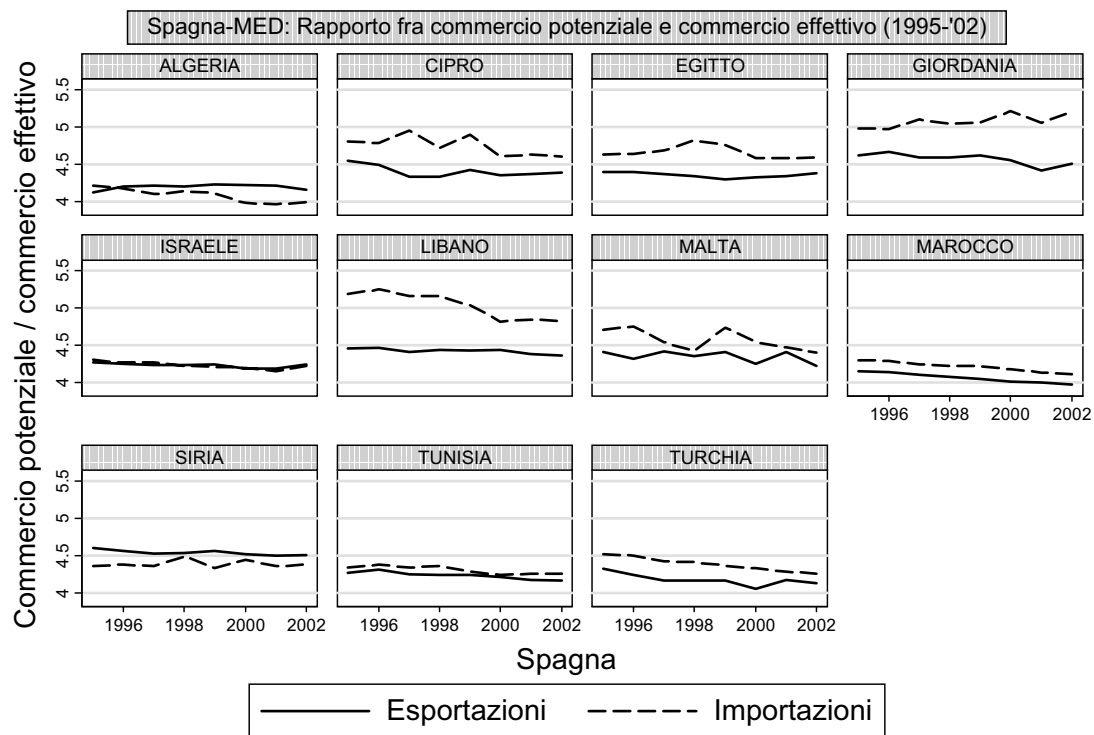 Spagna-MED: Rapporto fra commercio potenziale e commercio effettivo (1995-'02)
Commercio potenziale / commercio effettivo
ALGERIA CIPRO EGITTO GIORDANIA
5.5
5
4.5
4
ISRAELE LIBANO MALTA MAROCCO
5.5
5
4.5
4
1996 1998 2000 2002
SIRIA TUNISIA TURCHIA
5.5
5
4.5
4
1996 1998 2000 2002 1996 1998 2000 2002 1996 1998 2000 2002
Spagna
Esportazioni Importazioni